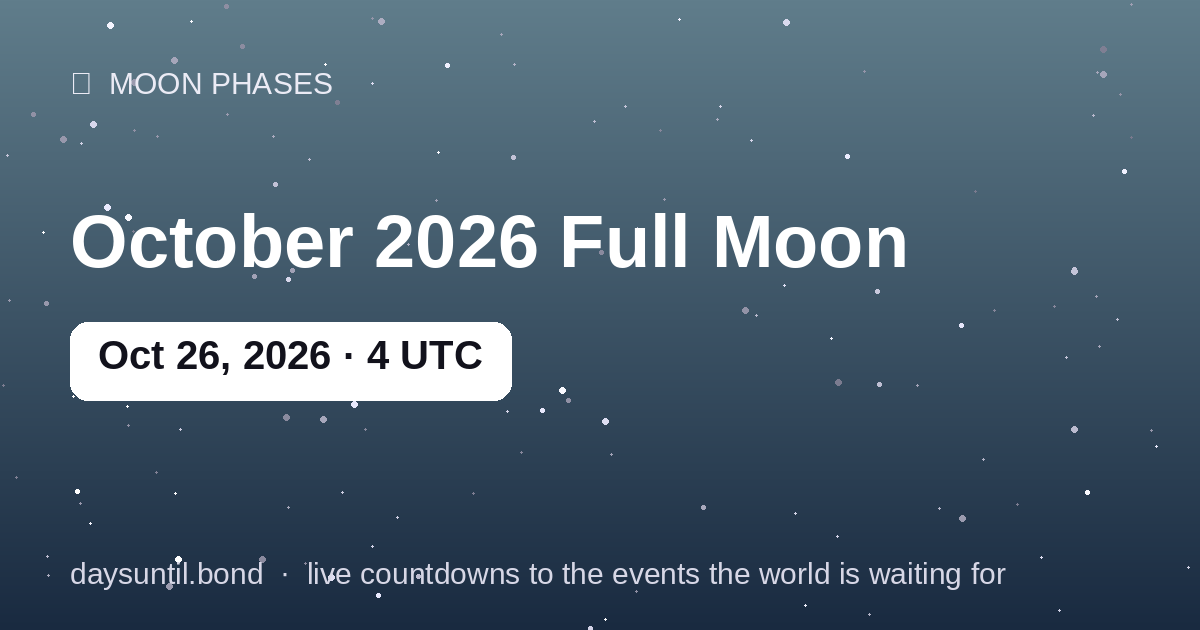 MOON PHASES
October 2026 Full Moon
Oct 26, 2026 · 4 UTC
daysuntil.bond · live countdowns to the events the world is waiting for